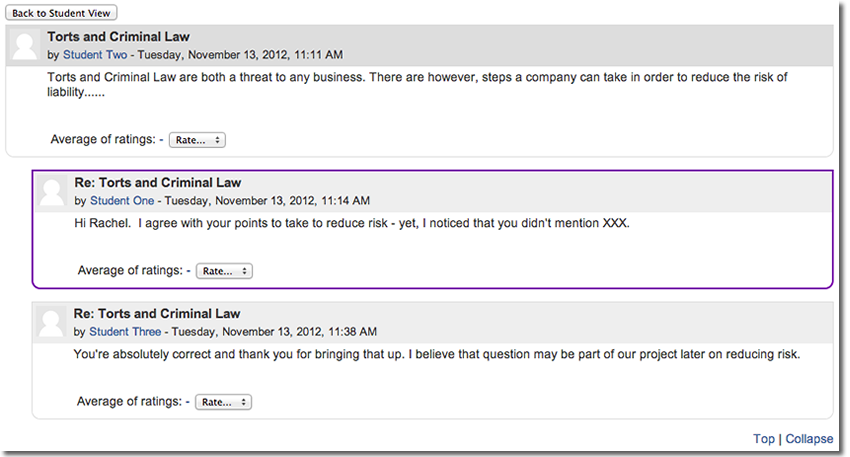 Back to Student View
Torts and Criminal Law
by Student Two - Tuesday, November 13, 2012, 11:11 AM
Torts and Criminal Law are both a threat to any business. There are however, steps a company can take in order to reduce the risk of
liability......
Average of ratings: - Rate...
Re: Torts and Criminal Law
by Student One - Tuesday, November 13, 2012, 11:14 AM
Hi Rachel.  I agree with your points to take to reduce risk - yet, I noticed that you didn't mention XXX.
Average of ratings: - Rate...
Re: Torts and Criminal Law
by Student Three - Tuesday, November 13, 2012, 11:38 AM
You're absolutely correct and thank you for bringing that up. I believe that question may be part of our project later on reducing risk.
Average of ratings: - Rate...
Top | Collapse